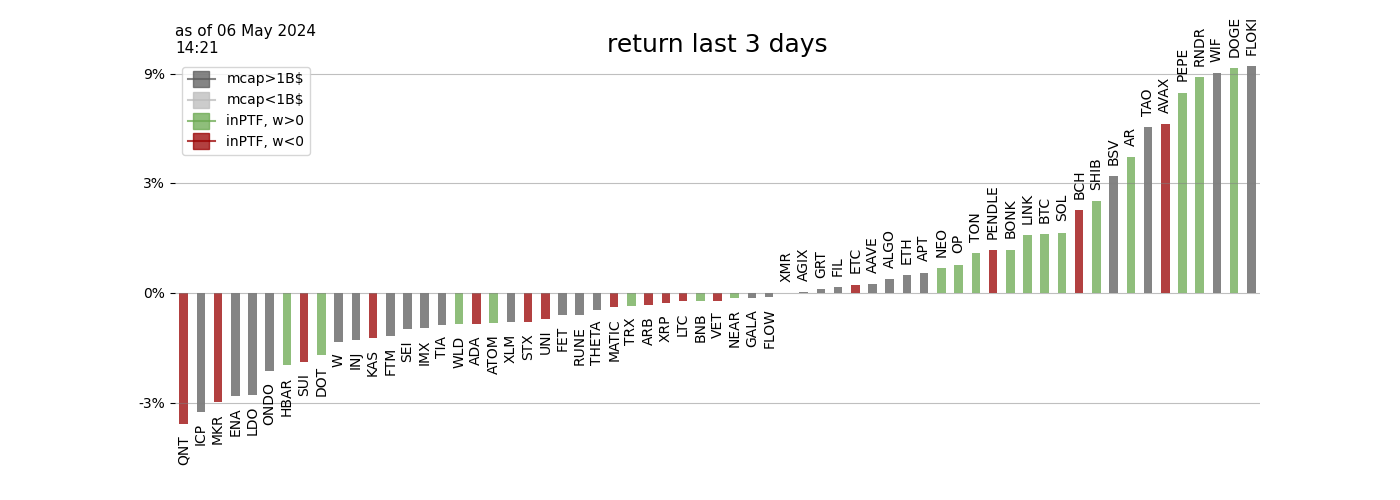 as of 06 May 2024
14:21
return last 3 days
9%
3%
0%
-3%
mcap>1B$
mcap<1B$
inPTF, w>0
inPTF, w<0
QNT
ICP
MKR
ENA
LDO
ONDO
HBAR
SUI
DOT
W
INJ
KAS
FTM
SEI
IMX
TIA
WLD
ADA
ATOM
XLM
STX
UNI
FET
RUNE
THETA
MATIC
TRX
ARB
XRP
LTC
BNB
VET
NEAR
GALA
FLOW
XMR
AGIX
GRT
FIL
ETC
AAVE
ALGO
ETH
APT
NEO
OP
TON
PENDLE
BONK
LINK
BTC
SOL
BCH
SHIB
BSV
AR
TAO
AVAX
PEPE
RNDR
WIF
DOGE
FLOKI